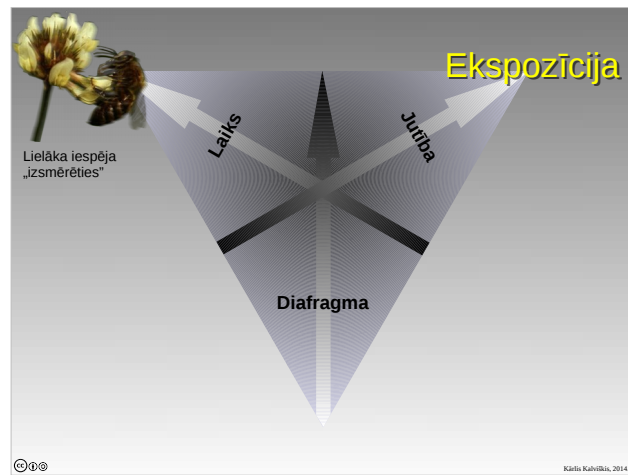 Ekspozīcija
Laiks
Jutība
Lielāka iespēja
„izsmērēties”
Diafragma
Kārlis Kalviškis, 2014.